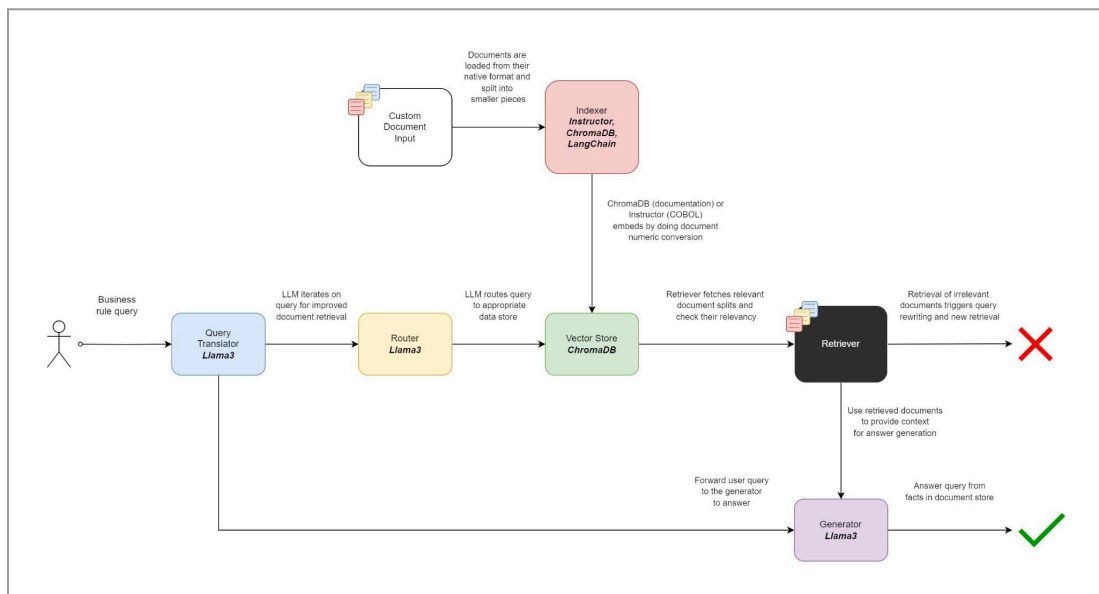 Documents are
loaded from their
native format and
split into
smaller pieces
Custom
Document
Input
Indexer
Instructor,
ChromaDB,
LangChain
ChromaDB (documentation) or
Instructor (COBOL)
embeds by doing document
numeric conversion
Business
rule query
LLM iterates on
query for improved
document retrieval
LLM routes query
to appropriate
data store
Retriever fetches relevant
document splits and
check their relevancy
Retrieval of irrelevant
documents triggers query
rewriting and new retrieval
Query
Translator
Llama3
Router
Llama3
Vector Store
ChromaDB
Retriever
Use retrieved documents
to provide context
for answer generation
Forward user query
to the generator
to answer
Answer query from
facts in document store
Generator
Llama3